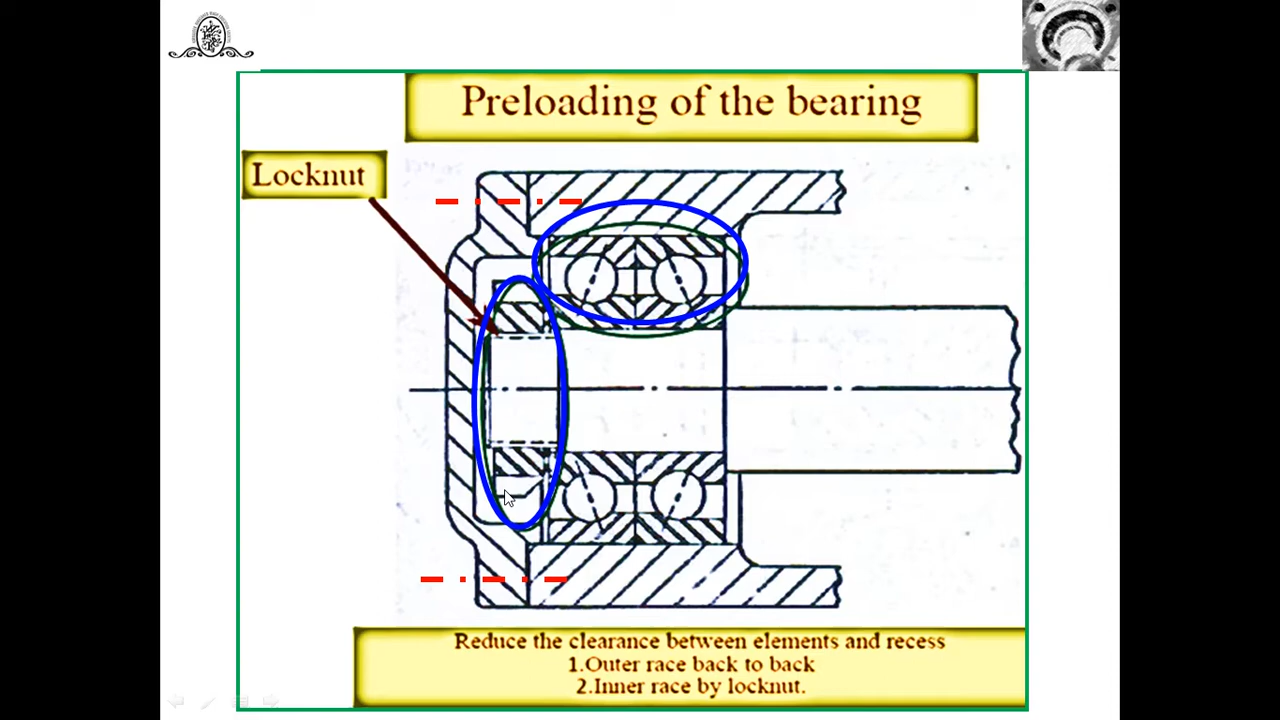 Preloading of the bearing
Locknut
Reduce the clearance between elements and recess
1.Outer race back to back
2.Inner race by locknut.